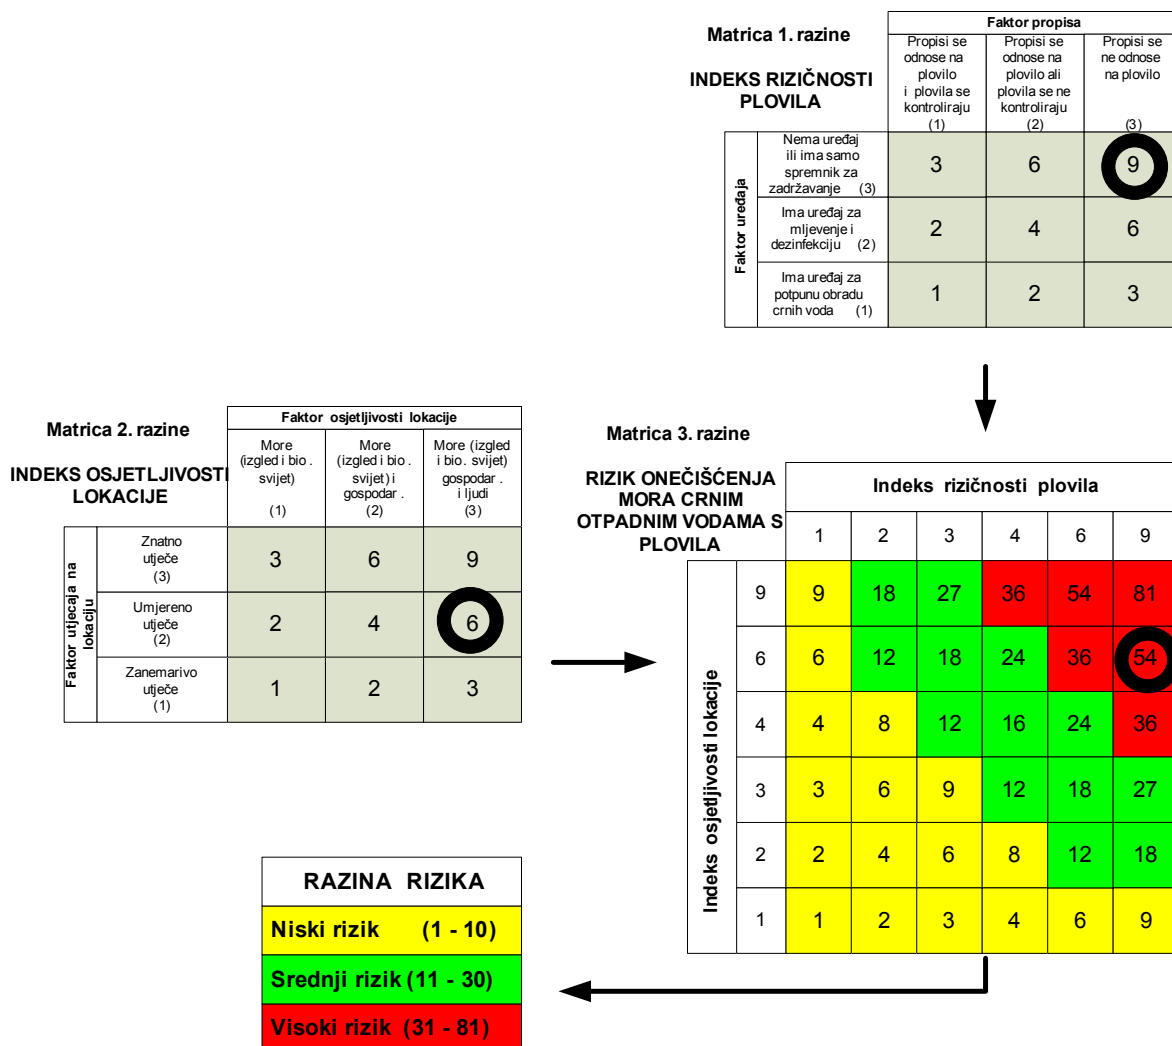 Matrica 1. razine
INDEKS RIZIČNOSTI
PLOVILA
Faktor propisa
Propisi se
odnose na
plovilo
i plovila se
kontroliraju
(1)
Propisi se
odnose na
plovilo ali
plovila se ne
kontroliraju
(2)
Propisi se
ne odnose
na plovilo
(3)
Faktor uređaja
Nema uređaj
ili ima samo
spremnik za
zadržavanje (3)
3 6 9
Ima uređaj za
mljevenje i
dezinfekciju (2)
2 4 6
Ima uređaj za
potpunu obradu
crnih voda (1)
1 2 3
Matrica 2. razine
INDEKS OSJETLJIVOSTI
LOKACIJE
Faktor osjetljivosti lokacije
More
(izgled i bio.
svijet)
(1)
More
(izgled i bio.
svijet) i
gospodar.
(2)
More (izgled
i bio. svijet)
gospodar.
i ljudi
(3)
Faktor utjecaja na
lokaciju
Znatno
utječe
(3)
3 6 9
Umjereno
utječe
(2)
2 4 6
Zanemarivo
utječe
(1)
1 2 3
Matrica 3. razine
RIZIK ONEČIŠĆENJA
MORA CRNIM
OTPADNIM VODAMA S
PLOVILA
Indeks rizičnosti plovila
1 2 3 4 6 9
Indeks osjetljivosti lokacije
9 9 18 27 36 54 81
6 6 12 18 24 36 54
4 4 8 12 16 24 36
3 3 6 9 12 18 27
2 2 4 6 8 12 18
1 1 2 3 4 6 9
RAZINA RIZIKA
Niski rizik (1 - 10)
Srednji rizik (11 - 30)
Visoki rizik (31 - 81)